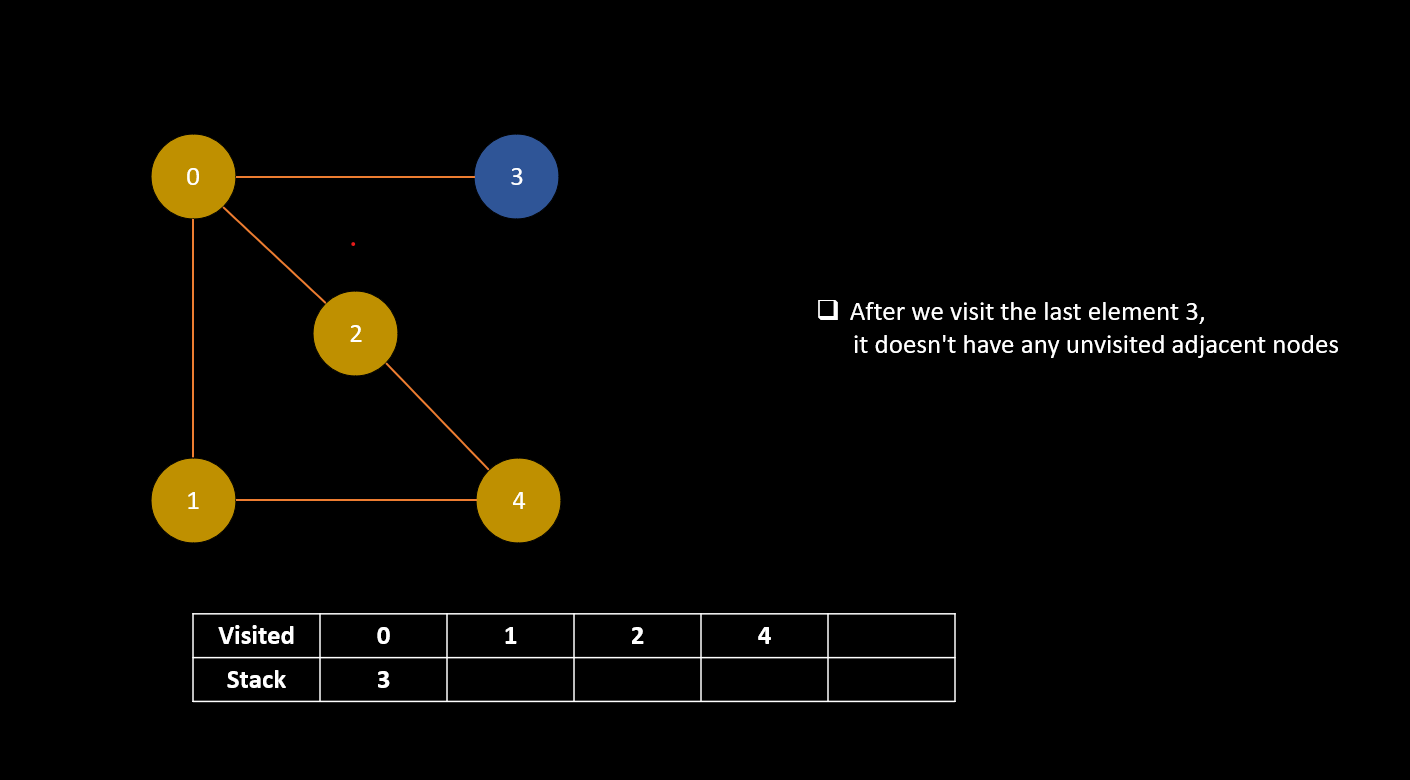 0
3
2
❑ After we visit the last element 3,
it doesn't have any unvisited adjacent nodes
1
4
Visited 0 1 2 4
Stack 3